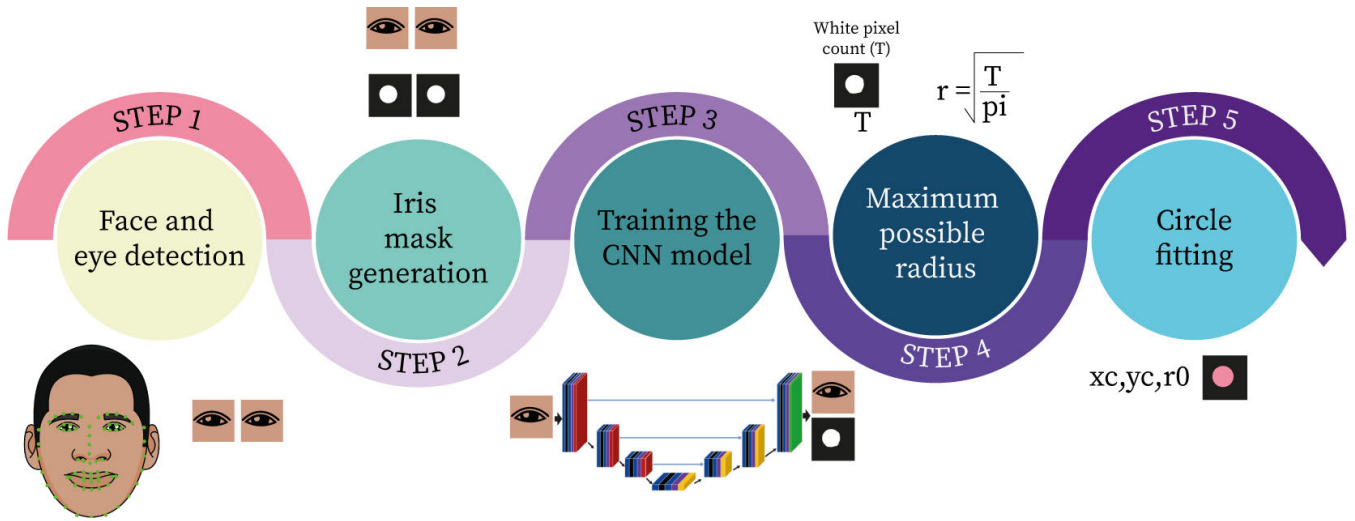 STEP 1
Face and
eye detection
STEP 2
Iris
mask
generation
STEP 3
Training the
CNN model
White pixel
count (T)
T
r = √(T/pi)
STEP 4
Maximum
possible
radius
STEP 5
Circle
fitting
xc,yc,r0